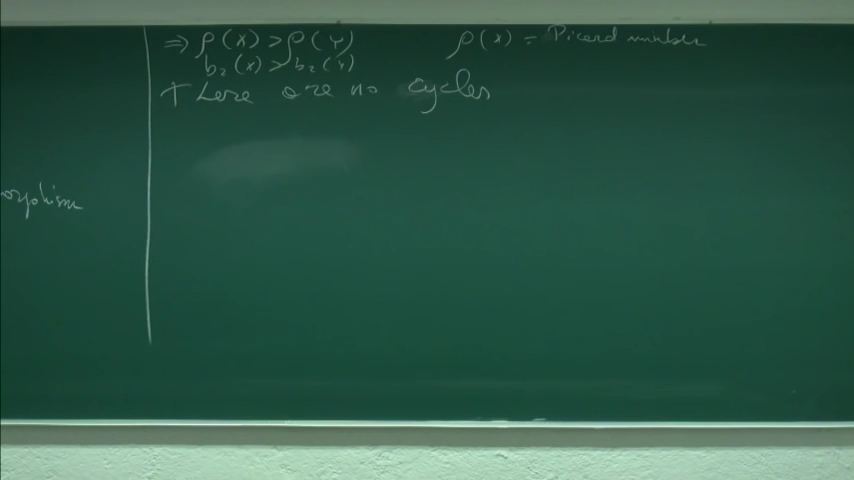 ⇒ ρ(X) > ρ(Y) ρ(X) = Picard number
b₂(X) > b₂(Y)
There are no cycles
orphism